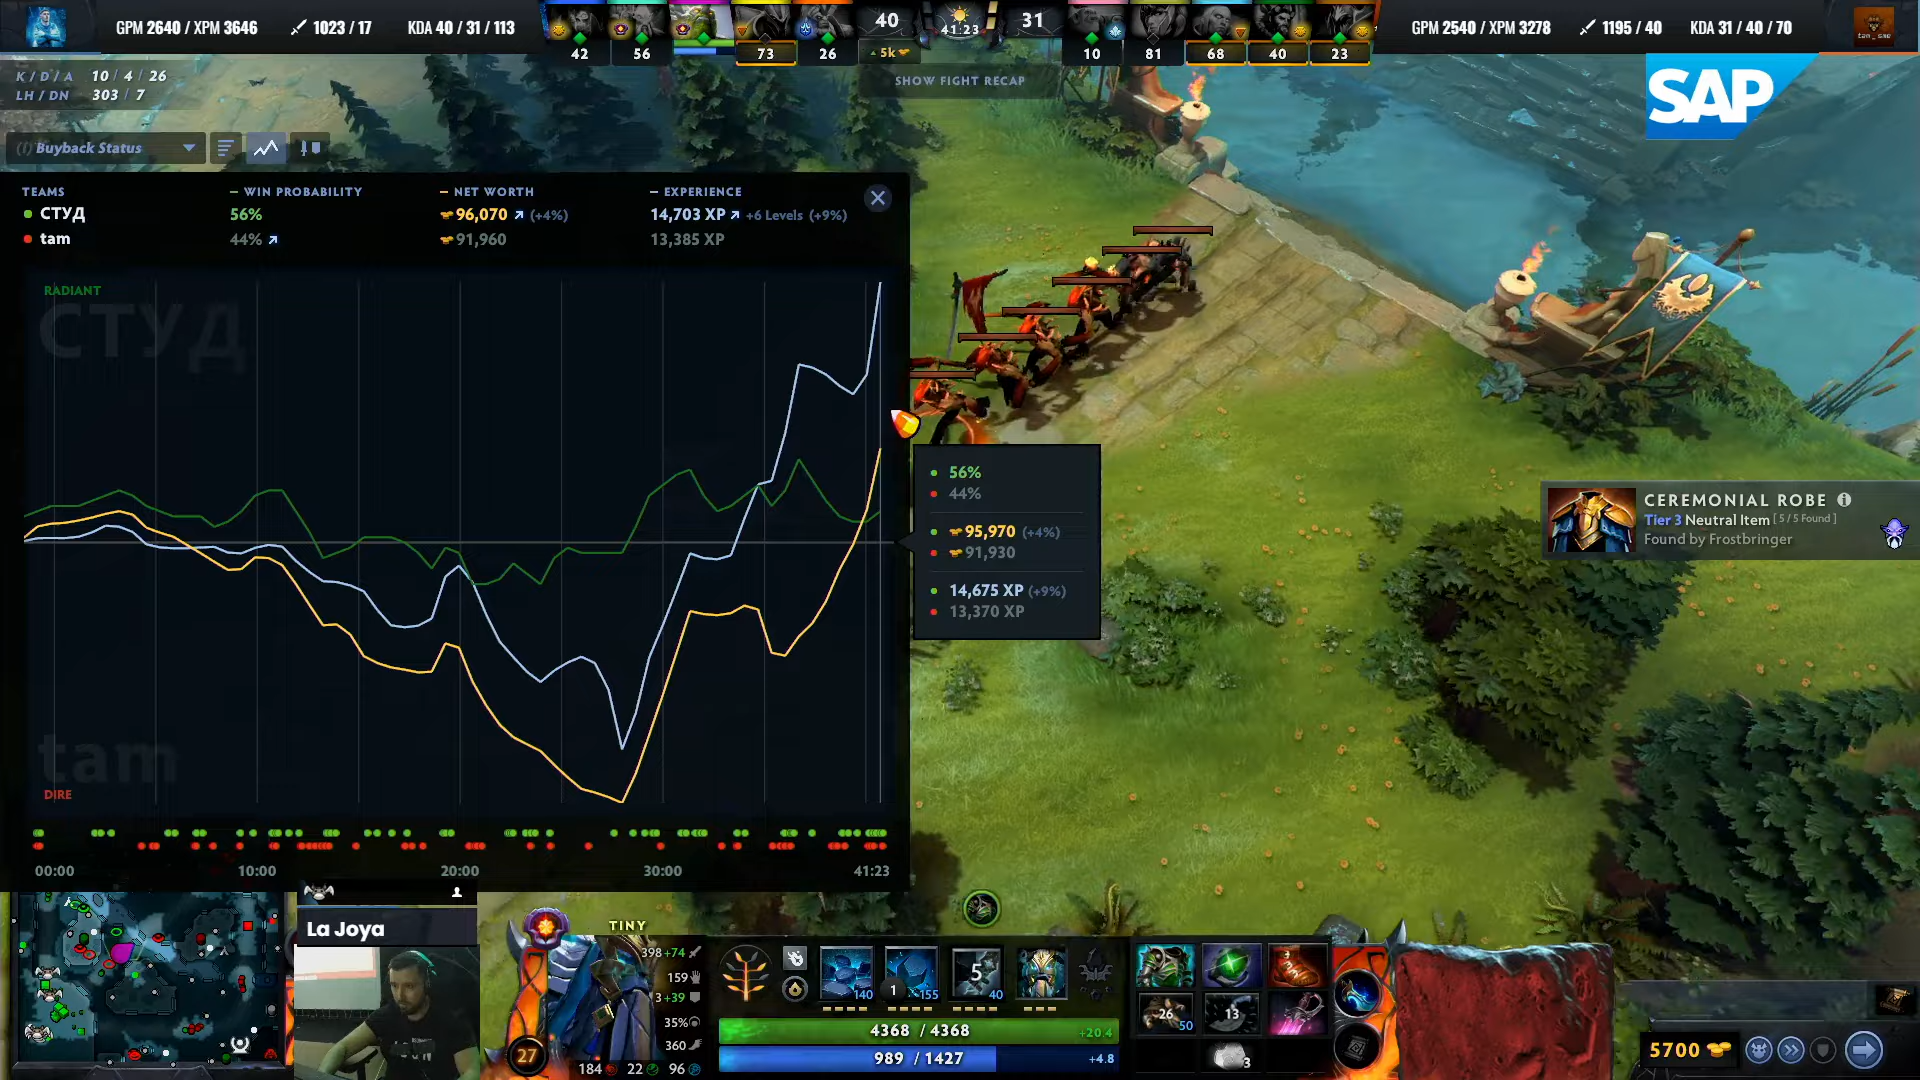 GPM 2640 / XPM 3646
1023 / 17
KDA 40 / 31 / 113
42
56
73
26
40
41:23
31
5k
10
81
68
40
23
GPM 2540 / XPM 3278
1195 / 40
KDA 31 / 40 / 70
K / D / A 10 / 4 / 26
LH / DN 303 / 7
SHOW FIGHT RECAP
SAP
Buyback Status
TEAMS WIN PROBABILITY NET WORTH EXPERIENCE
СТУД 56% 96,070 (+4%) 14,703 XP +6 Levels (+9%)
tam 44% 91,960 13,385 XP
RADIANT
СТУД
56%
44%
95,970 (+4%)
91,930
14,675 XP (+9%)
13,370 XP
CEREMONIAL ROBE
Tier 3 Neutral Item [ 5 / 5 Found ]
Found by Frostbringer
tam
DIRE
00:00 10:00 20:00 30:00 41:23
La Joya
TINY
398 +74
159
3 +39
35%
360
184 22 96
27
140
1 155
5 40
4368 / 4368 +20.4
989 / 1427 +4.8
26 50
13
3
5700